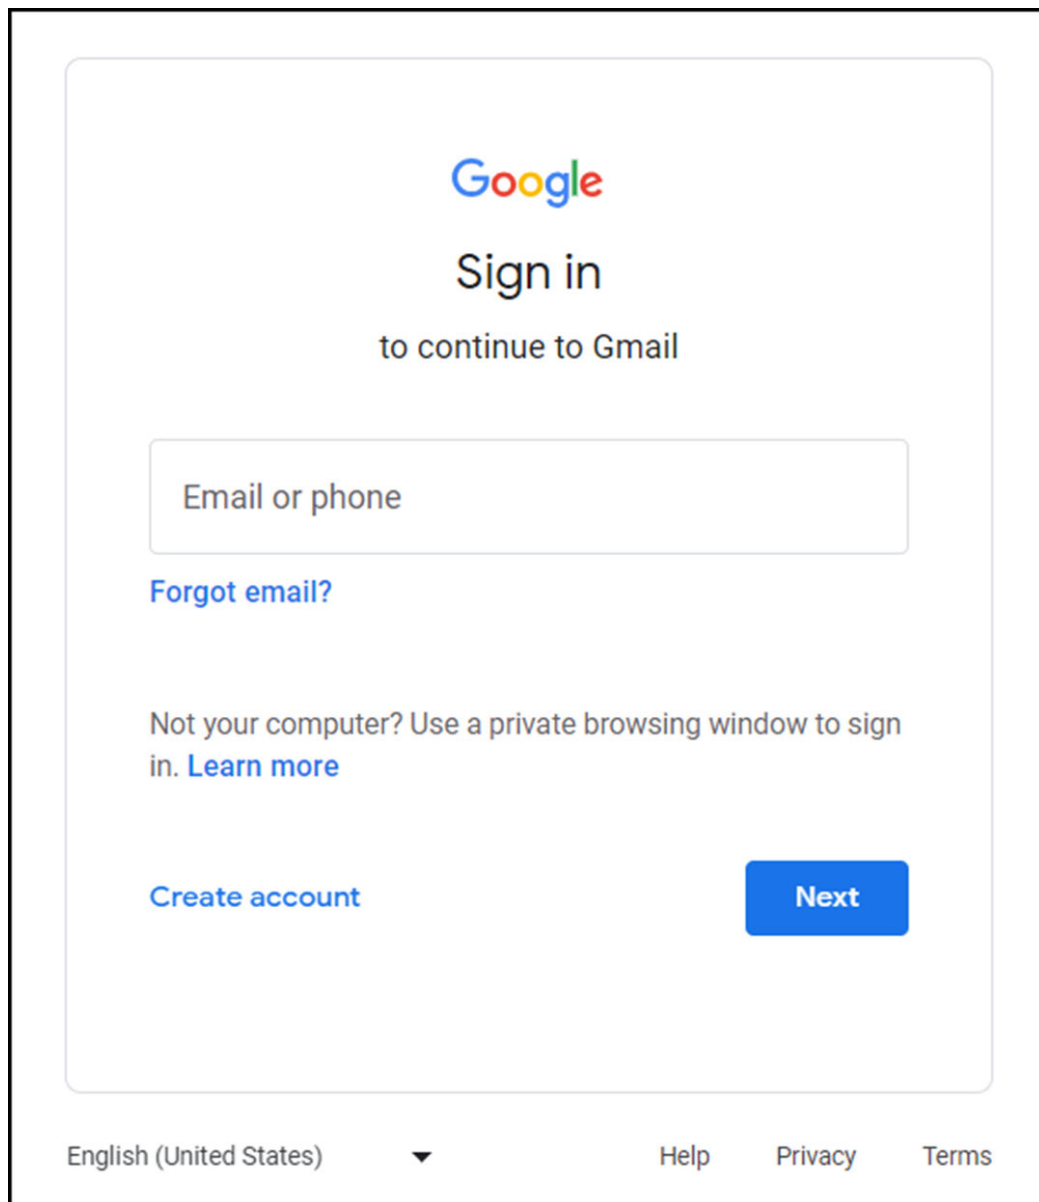 Google
Sign in
to continue to Gmail
Email or phone
Forgot email?
Not your computer? Use a private browsing window to sign
in. Learn more
Create account Next
English (United States) Help Privacy Terms